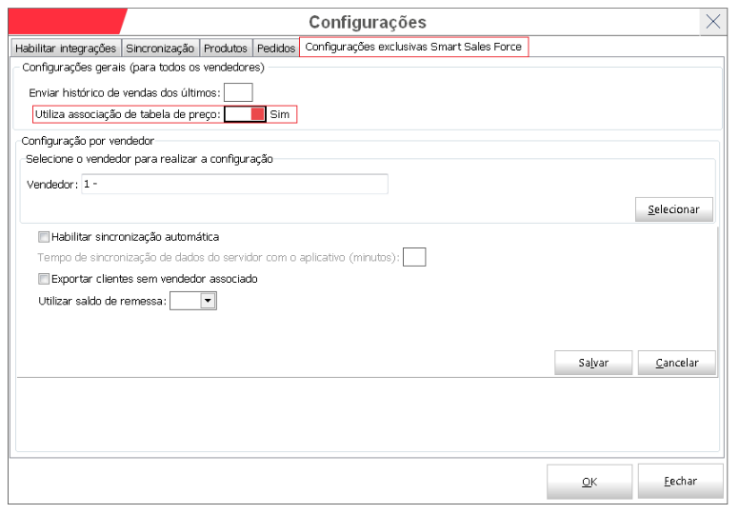 Configurações
Habilitar integrações Sincronização Produtos Pedidos Configurações exclusivas Smart Sales Force
Configurações gerais (para todos os vendedores)
Enviar histórico de vendas dos últimos:
Utiliza associação de tabela de preço: Sim
Configuração por vendedor
Selecione o vendedor para realizar a configuração
Vendedor: 1 -
Selecionar
Habilitar sincronização automática
Tempo de sincronização de dados do servidor com o aplicativo (minutos):
Exportar clientes sem vendedor associado
Utilizar saldo de remessa:
Salvar Cancelar
OK Fechar